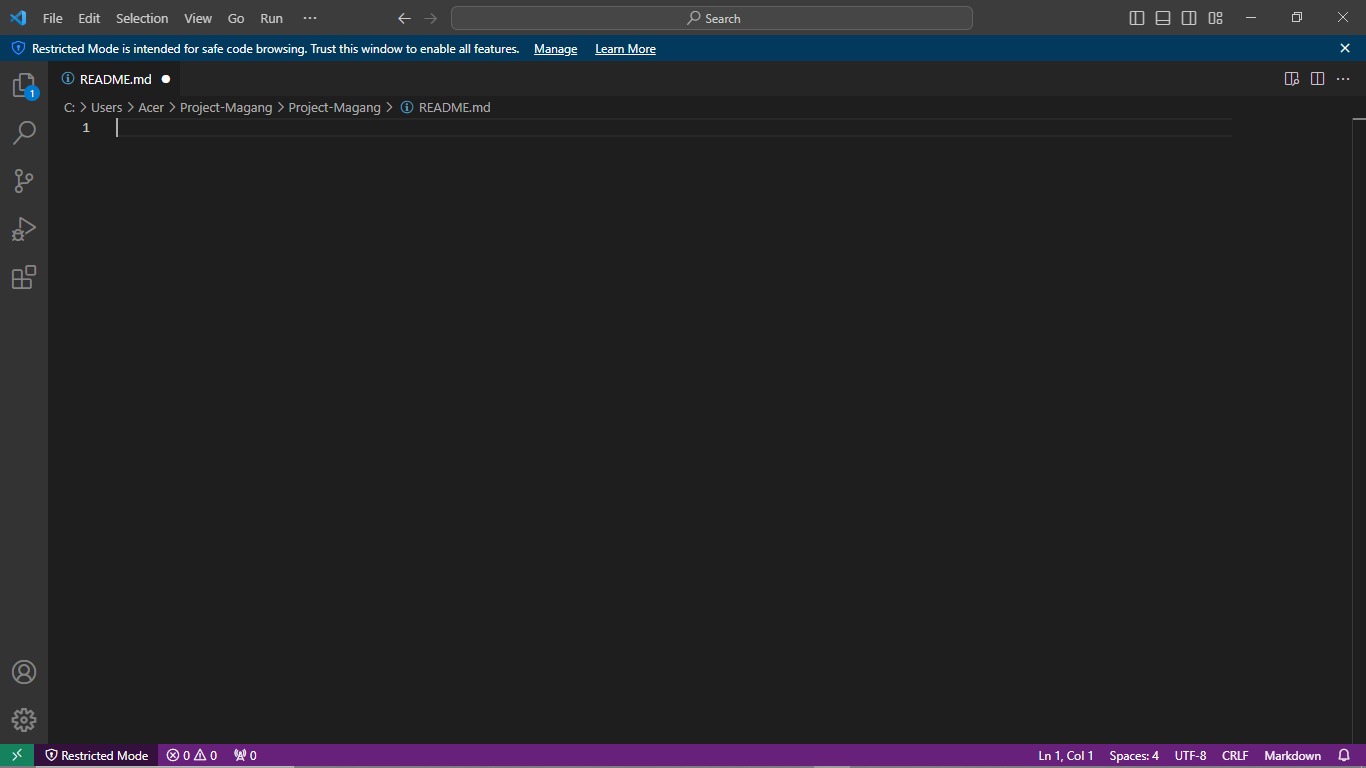 File Edit Selection View Go Run ··· Search
Restricted Mode is intended for safe code browsing. Trust this window to enable all features. Manage Learn More
README.md
1
C: > Users > Acer > Project-Magang > Project-Magang > README.md
1
Restricted Mode 0 0 0 Ln 1, Col 1 Spaces: 4 UTF-8 CRLF Markdown